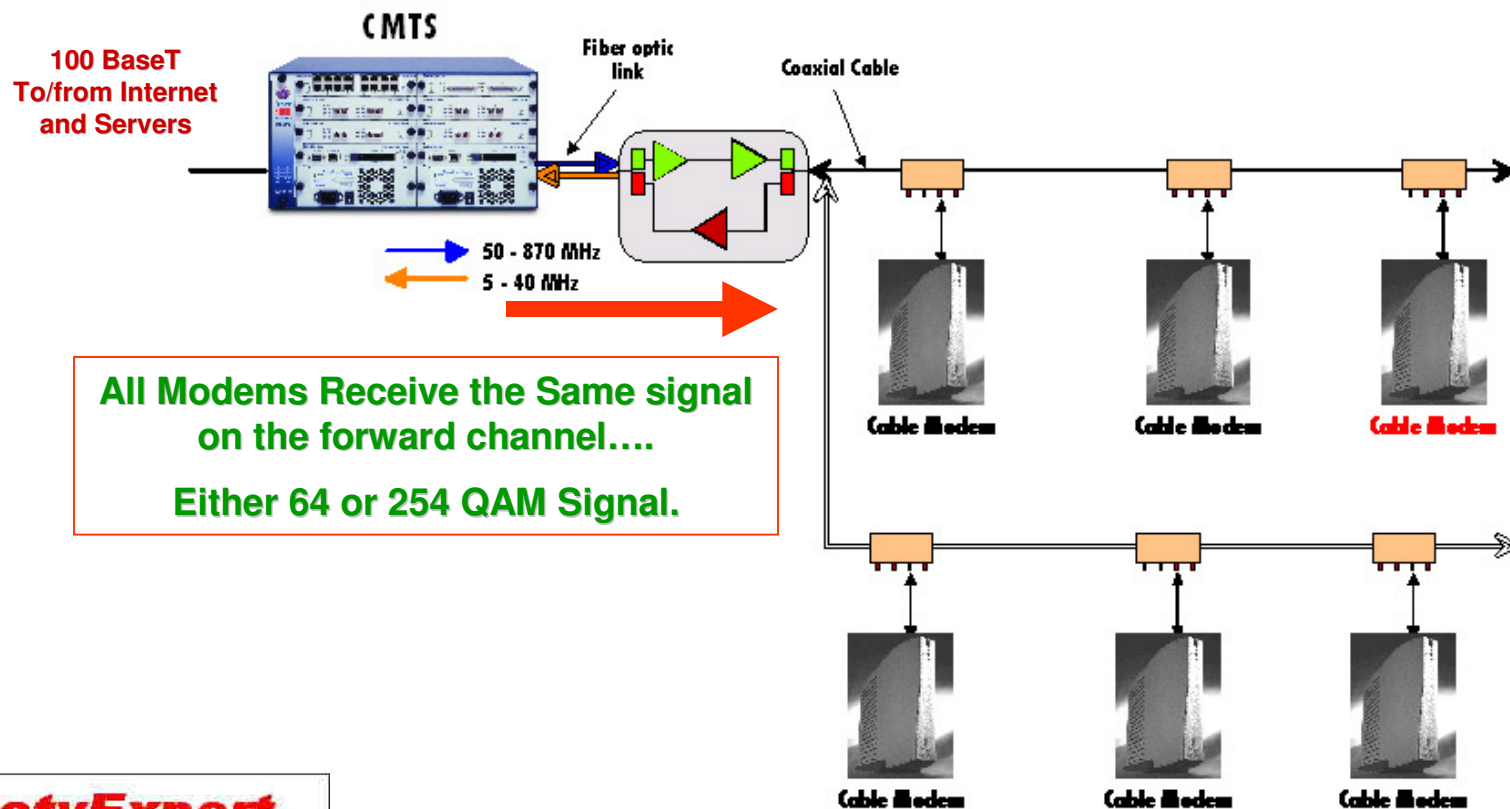 CMTS
100 BaseT
To/from Internet
and Servers
Fiber optic
link
Coaxial Cable
50 - 870 MHz
5 - 40 MHz
All Modems Receive the Same signal
on the forward channel....
Either 64 or 254 QAM Signal.
Cable Modem
Cable Modem
Cable Modem
Cable Modem
Cable Modem
Cable Modem